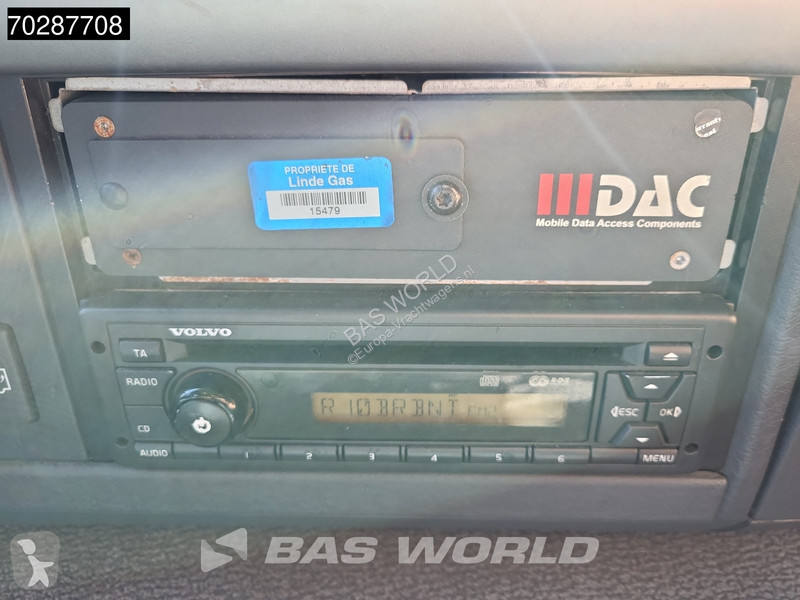 70287708
PROPRIETE DE
Linde Gas
15479
DAC
Mobile Data Access Components
BAS WORLD
©Europa-Vrachtwagens.nl
VOLVO
TA
RADIO
CD
AUDIO
1 2 3 4 5 6
MENU
ESC
OK
BAS WORLD